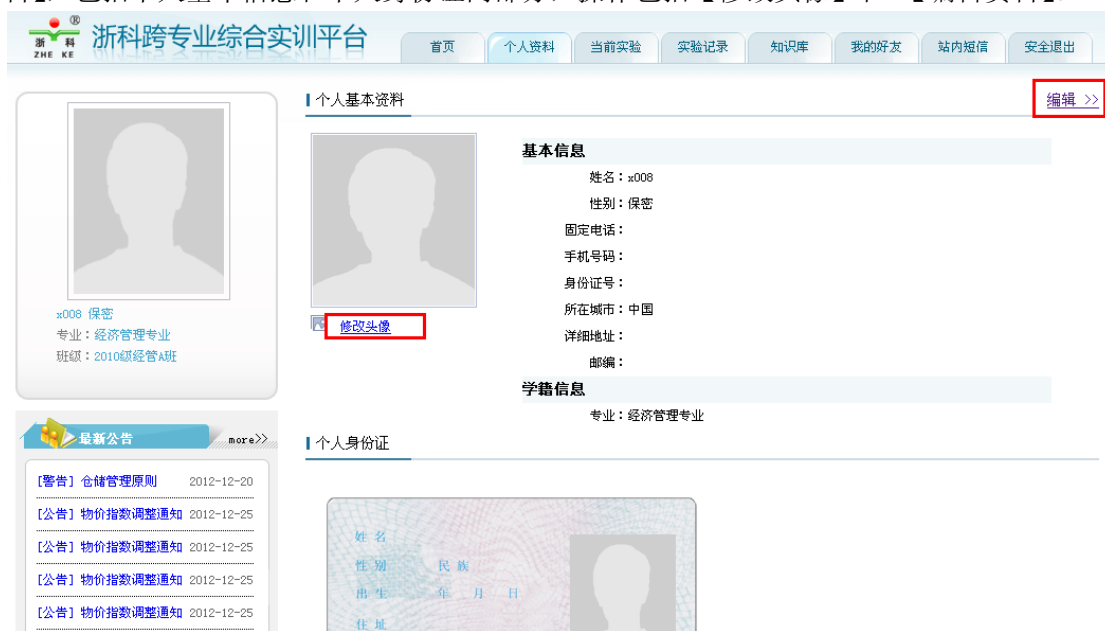 浙科
ZHE KE
®
浙科跨专业综合实训平台
首页
个人资料
当前实验
实验记录
知识库
我的好友
站内短信
安全退出
x008 保密
专业：经济管理专业
班级：2010级经管A班
最新公告
more>>
[警告] 仓储管理原则 2012-12-20
[公告] 物价指数调整通知 2012-12-25
[公告] 物价指数调整通知 2012-12-25
[公告] 物价指数调整通知 2012-12-25
[公告] 物价指数调整通知 2012-12-25
个人基本资料
编辑 >>
修改头像
基本信息
姓名：x008
性别：保密
固定电话：
手机号码：
身份证号：
所在城市：中国
详细地址：
邮编：
学籍信息
专业：经济管理专业
个人身份证
姓 名
性 别 民 族
出 生 年 月 日
住 址